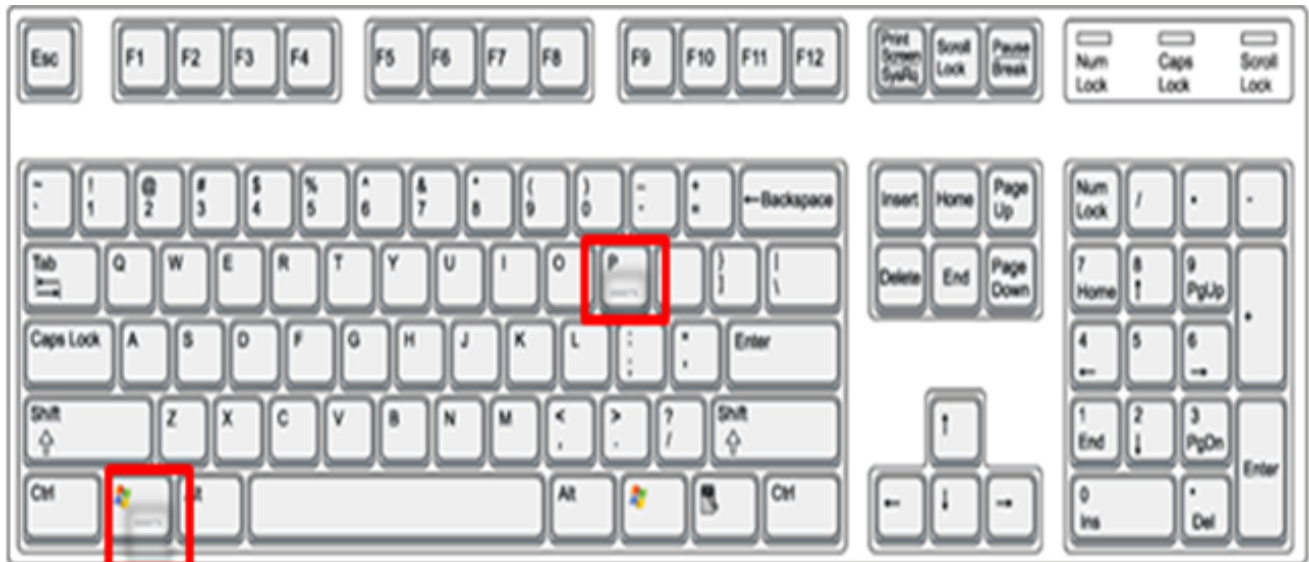 Esc F1 F2 F3 F4 F5 F6 F7 F8 F9 F10 F11 F12 Print Screen SysRq Scroll Lock Pause Break Num Lock Caps Lock Scroll Lock
~ ` ! 1 @ 2 # 3 $ 4 % 5 ^ 6 & 7 * 8 ( 9 ) 0 - + = ←Backspace Insert Home Page Up Num Lock / -
Tab Q W E R T Y U I O P } ] | \ Delete End Page Down 7 Home 8 ↑ 9 PgUp
Caps Lock A S D F G H J K L : ; Enter 4 ← 5 6 →
Shift Z X C V B N M < , > . ? / Shift ↑ 1 End 2 ↓ 3 PgDn Enter
Ctrl Alt Alt Ctrl ← ↓ → 0 Ins Del